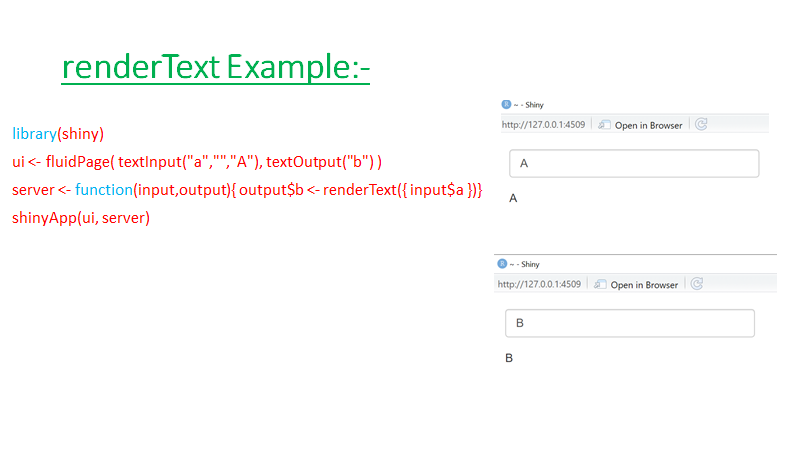 renderText Example:-
library(shiny)
ui <- fluidPage( textInput("a","","A"), textOutput("b") )
server <- function(input,output){ output$b <- renderText({ input$a })}
shinyApp(ui, server)
~ - Shiny
http://127.0.0.1:4509 Open in Browser
A
A
~ - Shiny
http://127.0.0.1:4509 Open in Browser
B
B